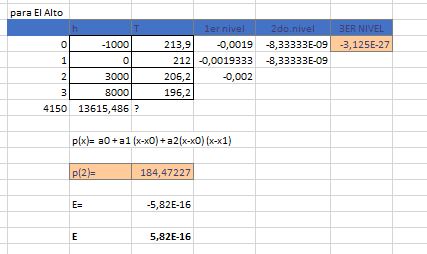 para El Alto
h T 1er nivel 2do.nivel 3ER NIVEL
0 -1000 213,9 -0,0019 -8,33333E-09 -3,125E-27
1 0 212 -0,0019333 -8,33333E-09
2 3000 206,2 -0,002
3 8000 196,2
4150 13615,486 ?
p(x)= a0 + a1 (x-x0) + a2(x-x0) (x-x1)
p(2)= 184,47227
E= -5,82E-16
E 5,82E-16